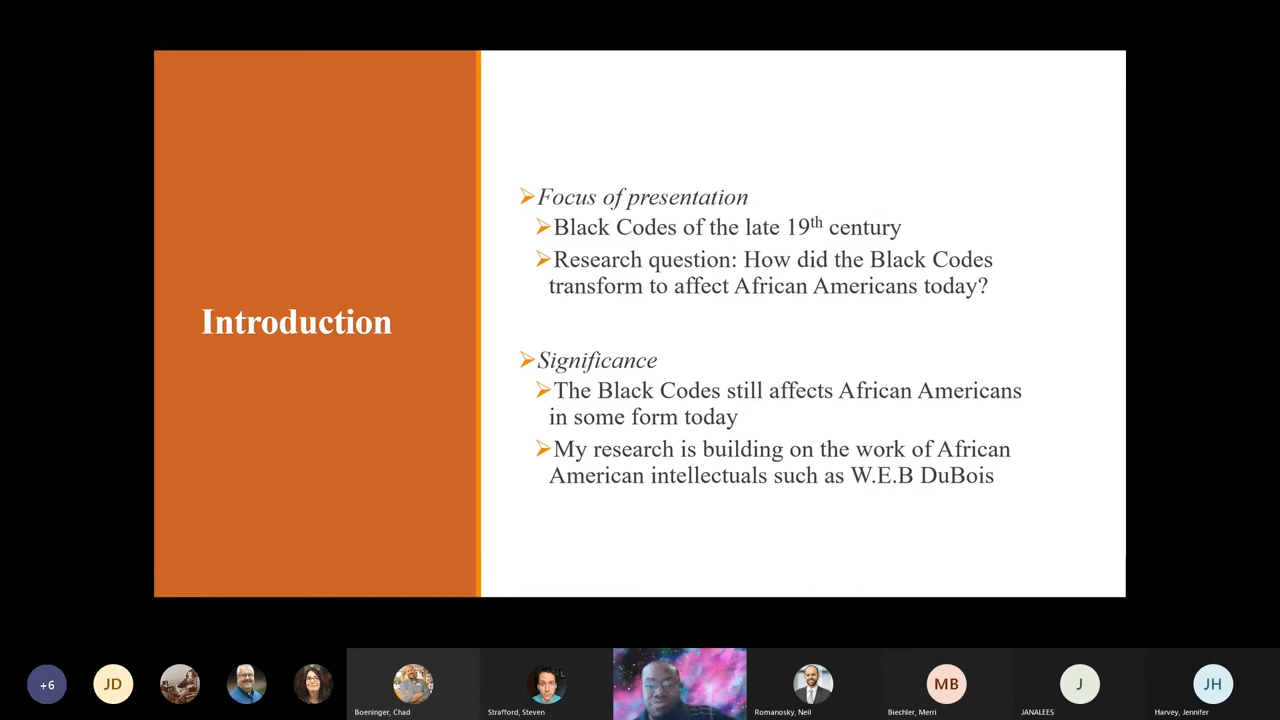 Introduction
Focus of presentation
Black Codes of the late 19th century
Research question: How did the Black Codes
transform to affect African Americans today?
Significance
The Black Codes still affects African Americans
in some form today
My research is building on the work of African
American intellectuals such as W.E.B DuBois
+6
JD
Boeninger, Chad
Strafford, Steven
Romanosky, Neil
MB
Biechler, Merri
J
JANALEES
JH
Harvey, Jennifer